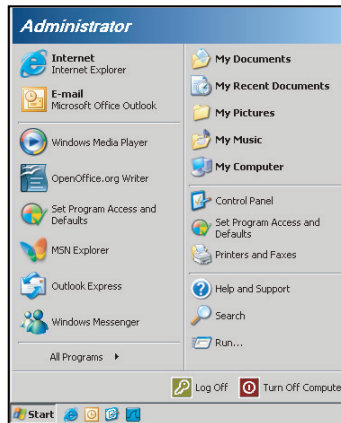 Administrator
Internet
Internet Explorer
E-mail
Microsoft Office Outlook
Windows Media Player
OpenOffice.org Writer
Set Program Access and
Defaults
MSN Explorer
Outlook Express
Windows Messenger
All Programs
My Documents
My Recent Documents
My Pictures
My Music
My Computer
Control Panel
Set Program Access and
Defaults
Printers and Faxes
Help and Support
Search
Run...
Log Off
Turn Off Compute
Start